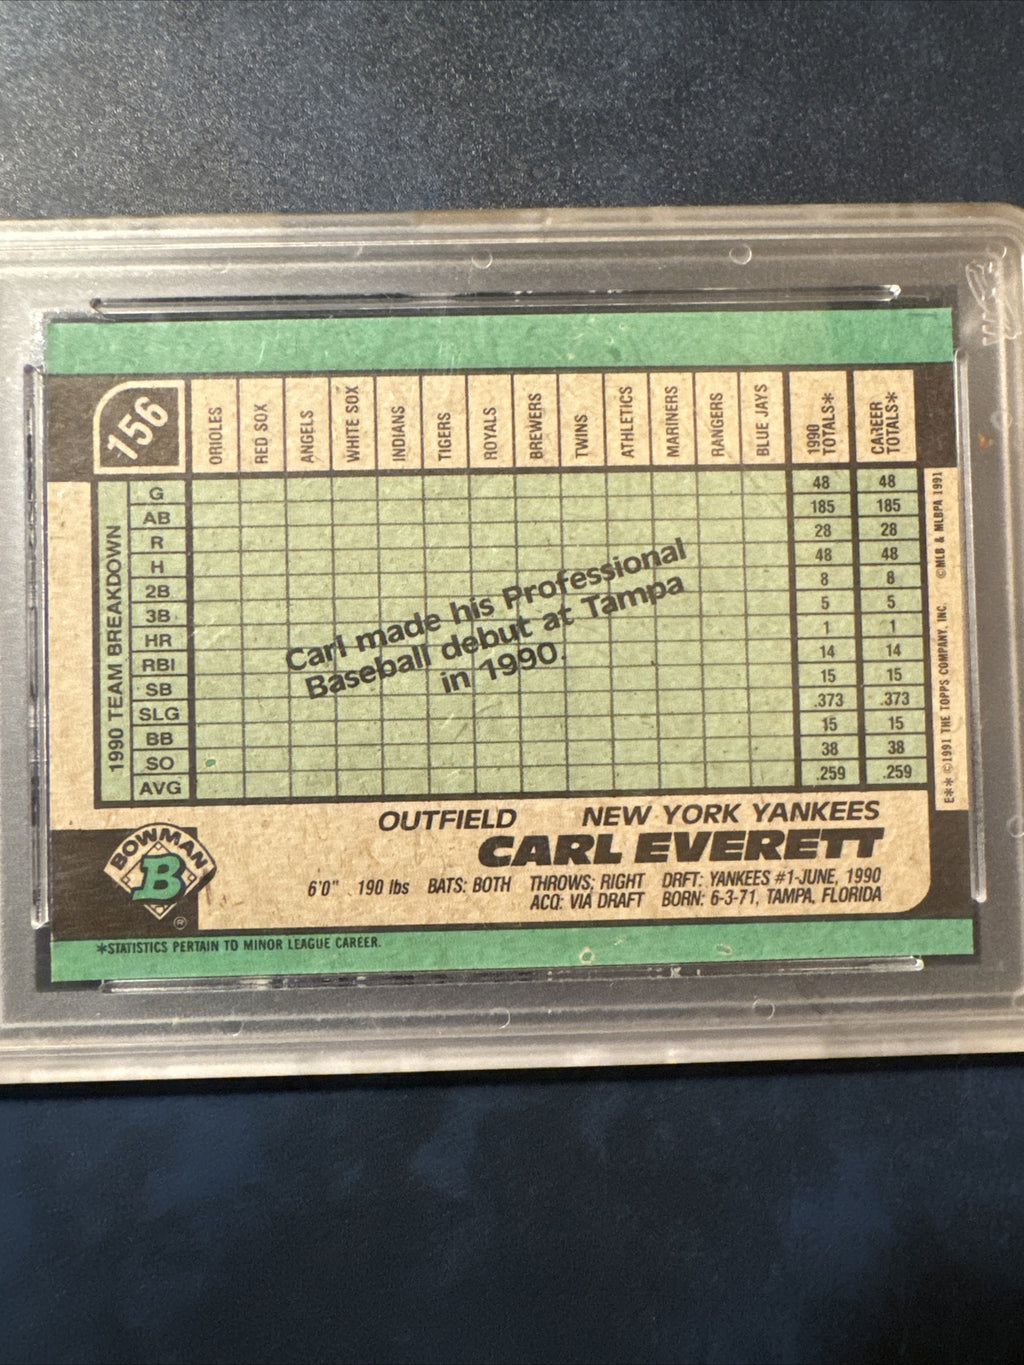 156
ORIOLES RED SOX ANGELS WHITE SOX INDIANS TIGERS ROYALS BREWERS TWINS ATHLETICS MARINERS RANGERS BLUE JAYS 1990 TOTALS* CAREER TOTALS*
1990 TEAM BREAKDOWN
G 48 48
AB 185 185
R 28 28
H 48 48
2B 8 8
3B 5 5
HR 1 1
RBI 14 14
SB 15 15
SLG .373 .373
BB 15 15
SO 38 38
AVG .259 .259
Carl made his Professional
Baseball debut at Tampa
in 1990.
E** ©1991 THE TOPPS COMPANY, INC. ©MLB & MLBPA 1991
OUTFIELD NEW YORK YANKEES
CARL EVERETT
6'0" 190 lbs BATS: BOTH THROWS: RIGHT DRFT: YANKEES #1-JUNE, 1990
ACQ: VIA DRAFT BORN: 6-3-71, TAMPA, FLORIDA
BOWMAN
B
®
*STATISTICS PERTAIN TO MINOR LEAGUE CAREER.